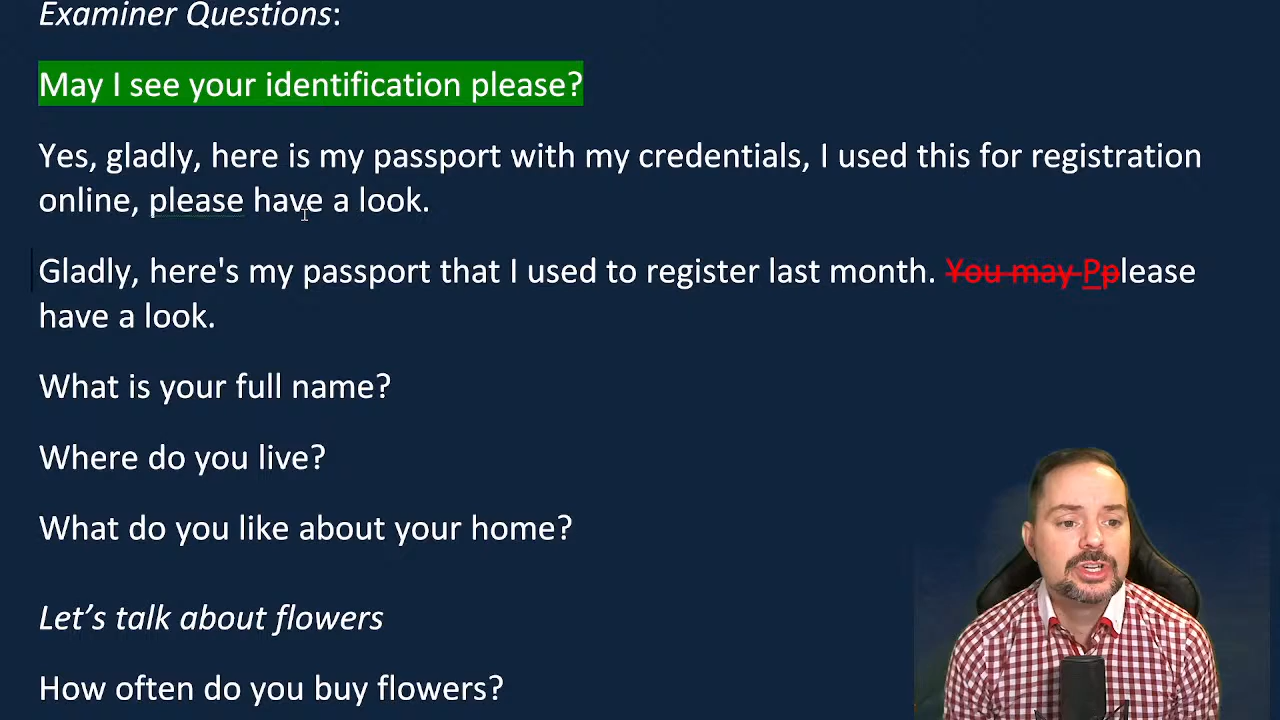 Examiner Questions:
May I see your identification please?
Yes, gladly, here is my passport with my credentials, I used this for registration
online, please have a look.
Gladly, here's my passport that I used to register last month. You may Pplease
have a look.
What is your full name?
Where do you live?
What do you like about your home?
Let’s talk about flowers
How often do you buy flowers?